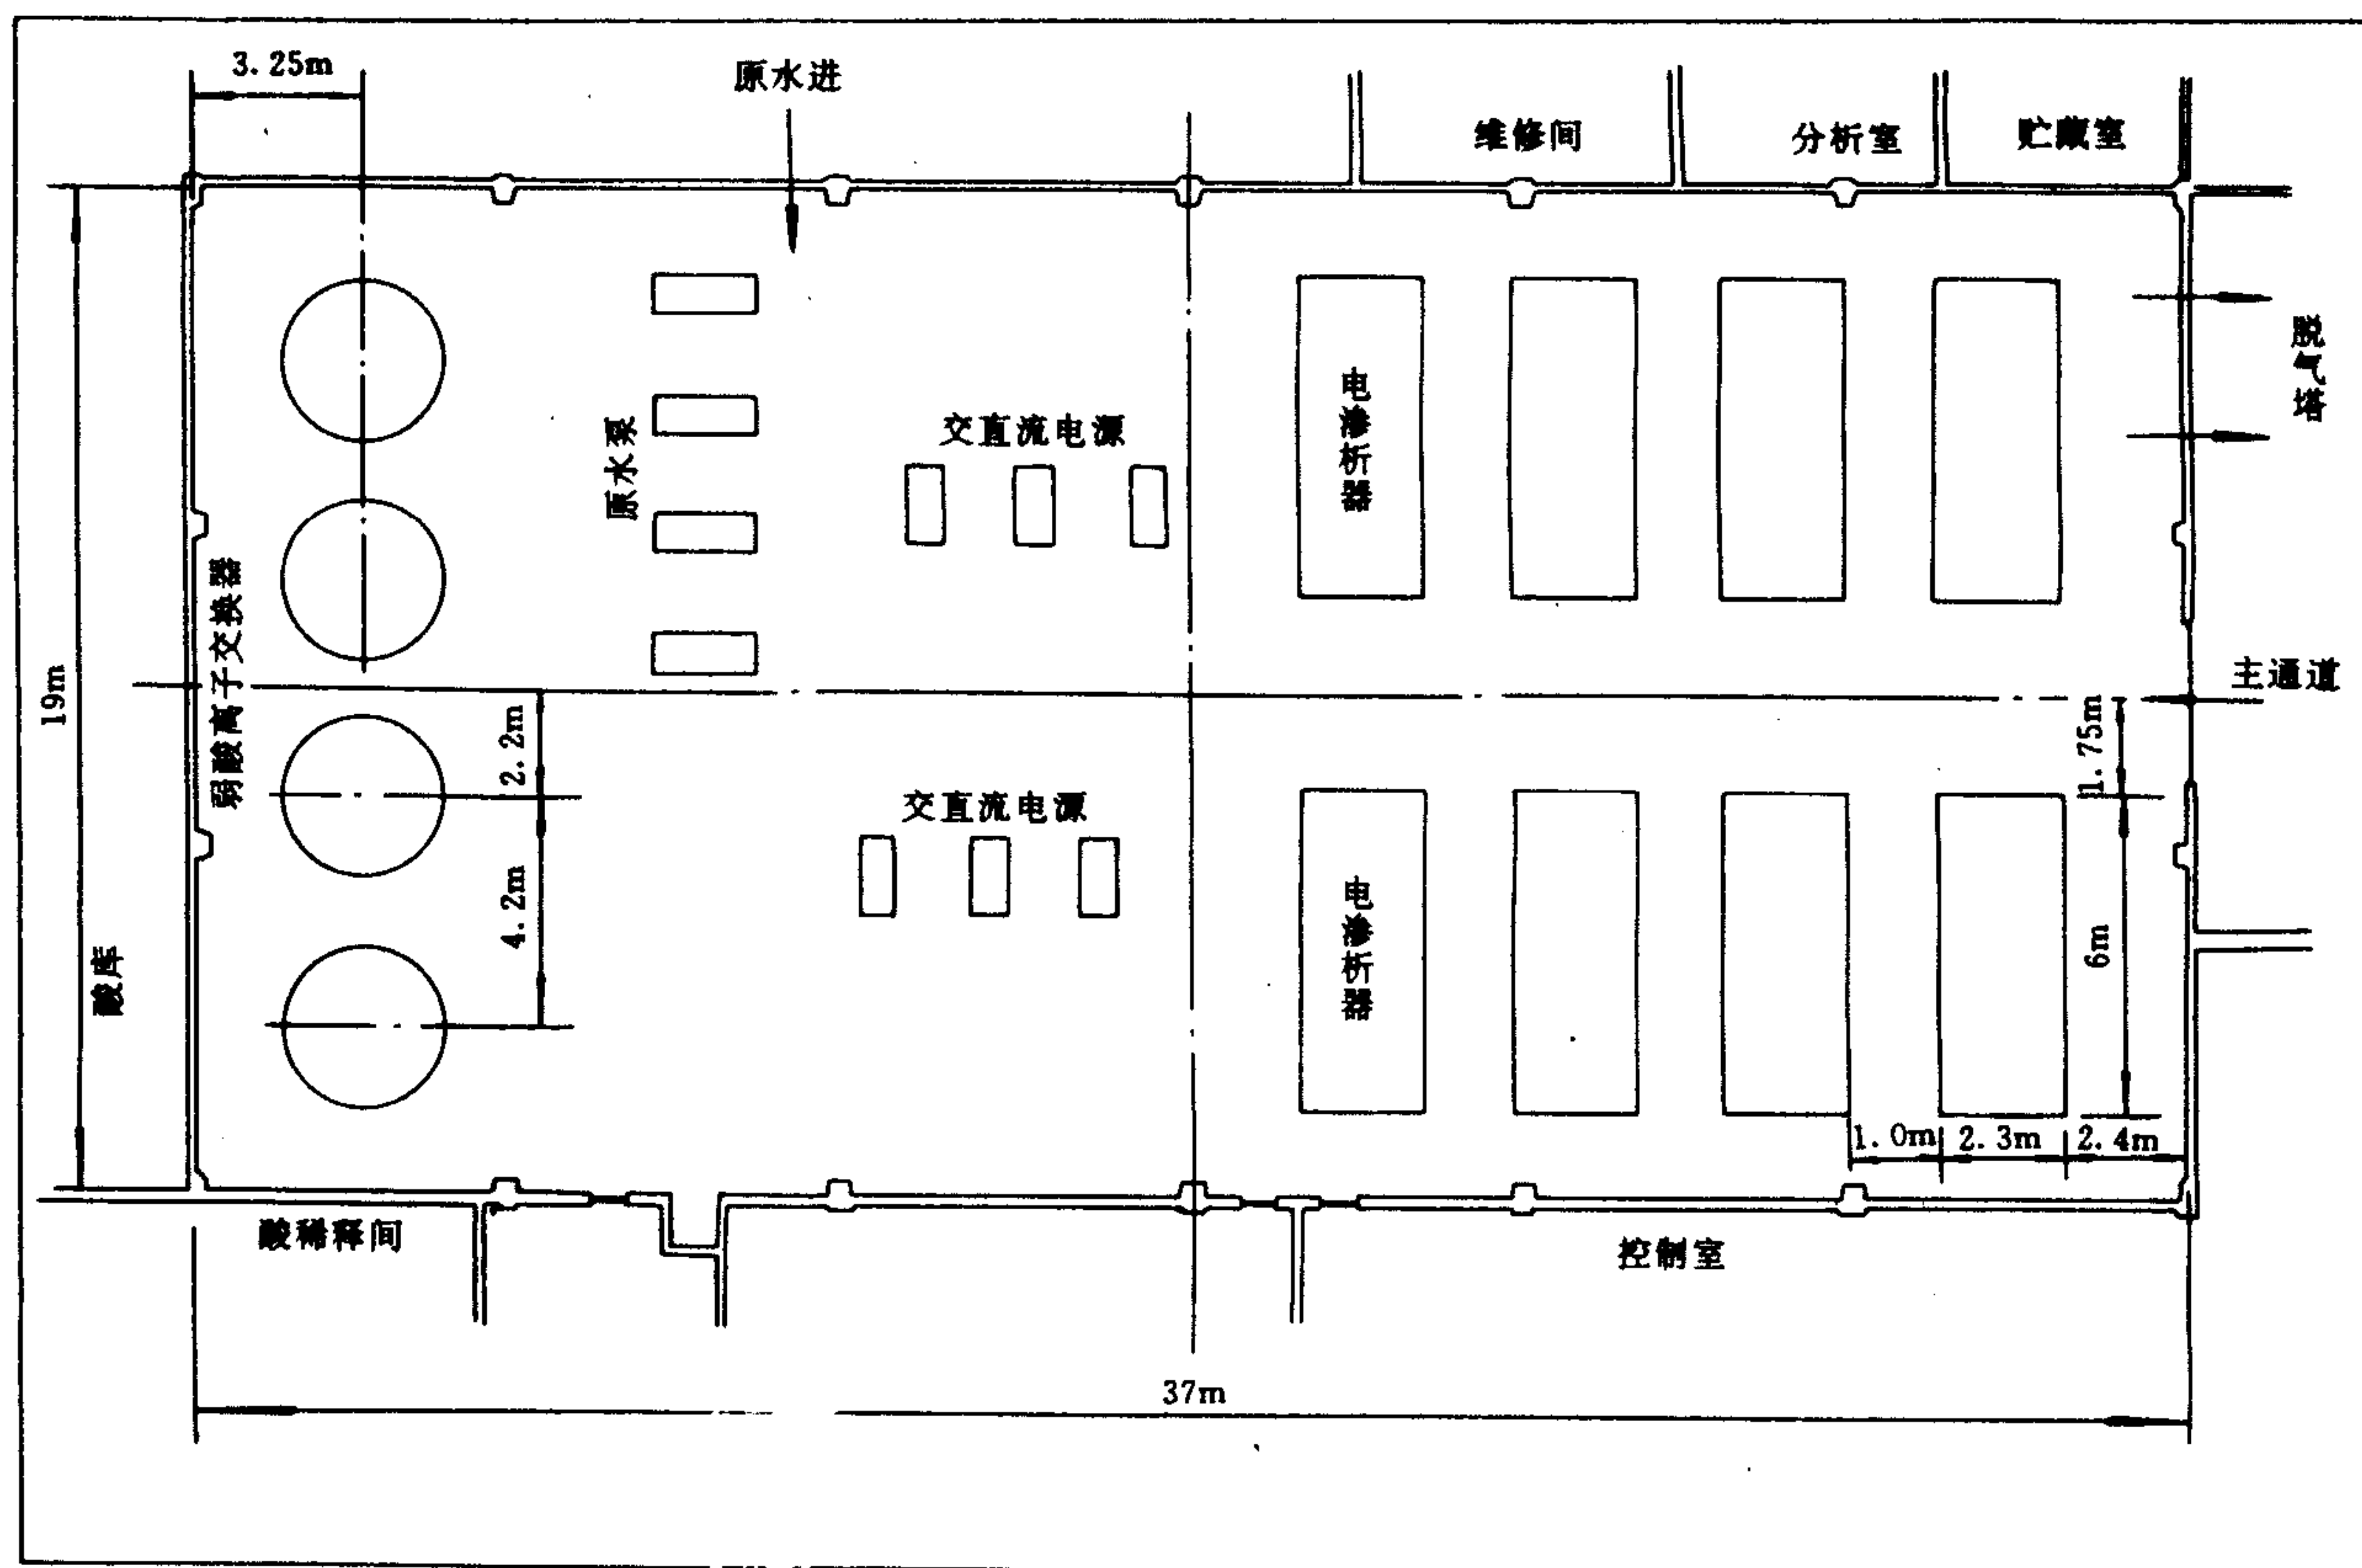 3.25m
原水进
维修间
分析室
贮藏室
脱气塔
电渗析器
交直流电源
原水泵
弱酸离子交换器
19m
主通道
2.2m
1.75m
交直流电源
4.2m
电渗析器
6m
酸库
1.0m
2.3m
2.4m
酸稀释间
控制室
37m